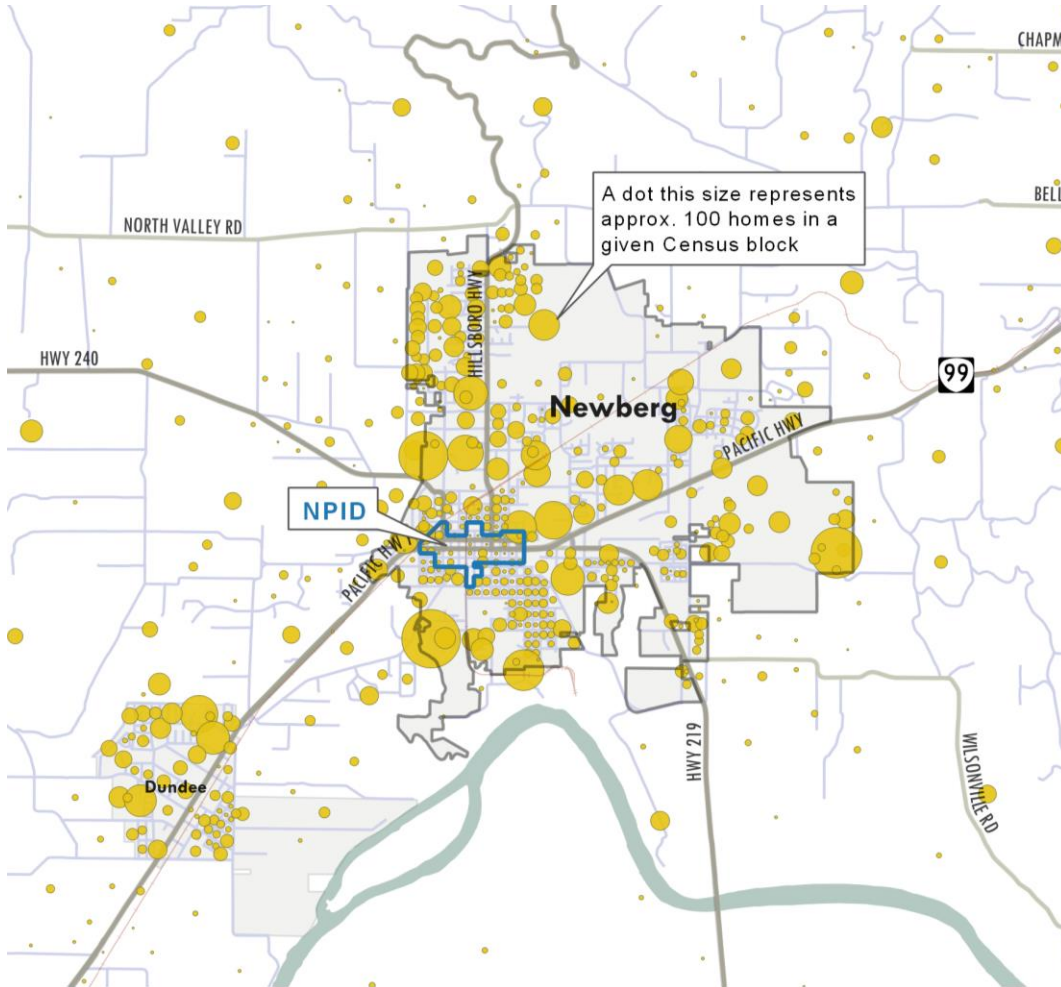 CHAPM
A dot this size represents
approx. 100 homes in a
given Census block
BELL
NORTH VALLEY RD
HILLSBORO HWY
HWY 240
99
Newberg
PACIFIC HWY
NPID
PACIFIC HWY
HWY 219
WILSONVILLE RD
Dundee